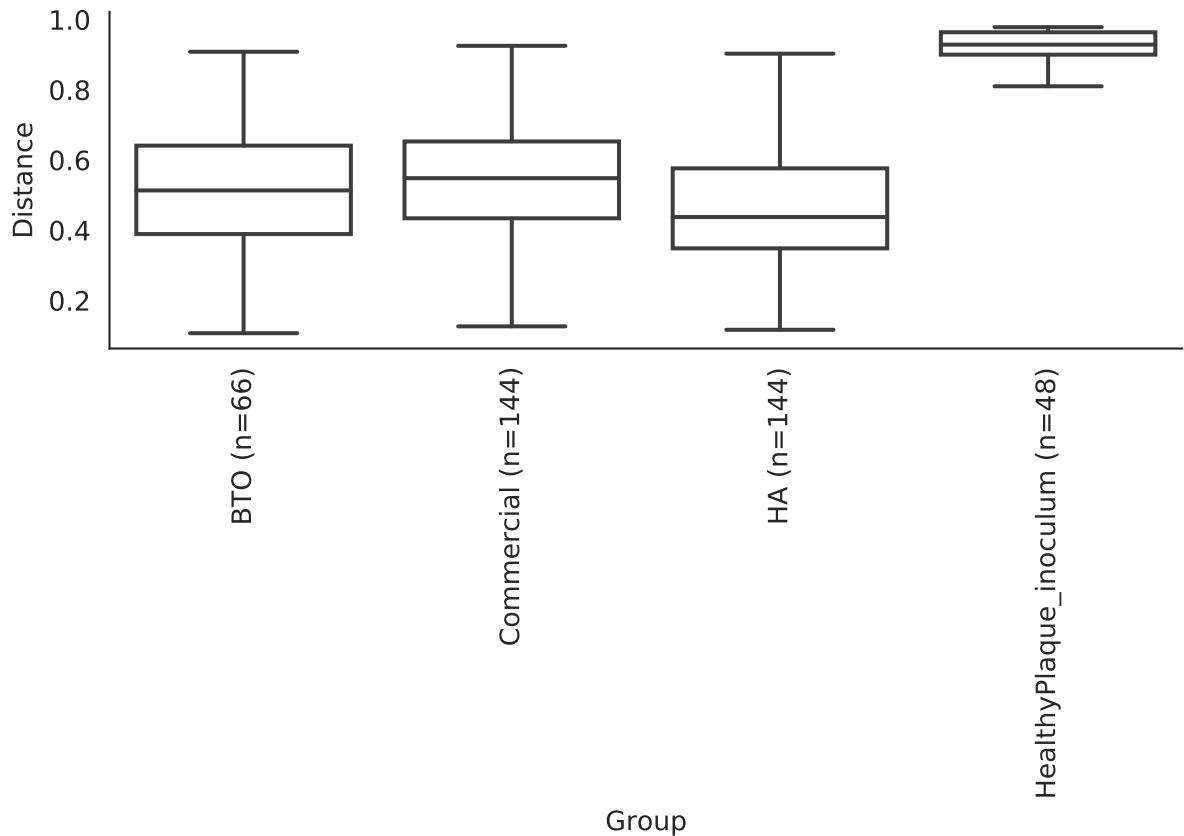 1.0
0.8
0.6
0.4
0.2
Distance
BTO (n=66)
Commercial (n=144)
HA (n=144)
HealthyPlaque_inoculum (n=48)
Group